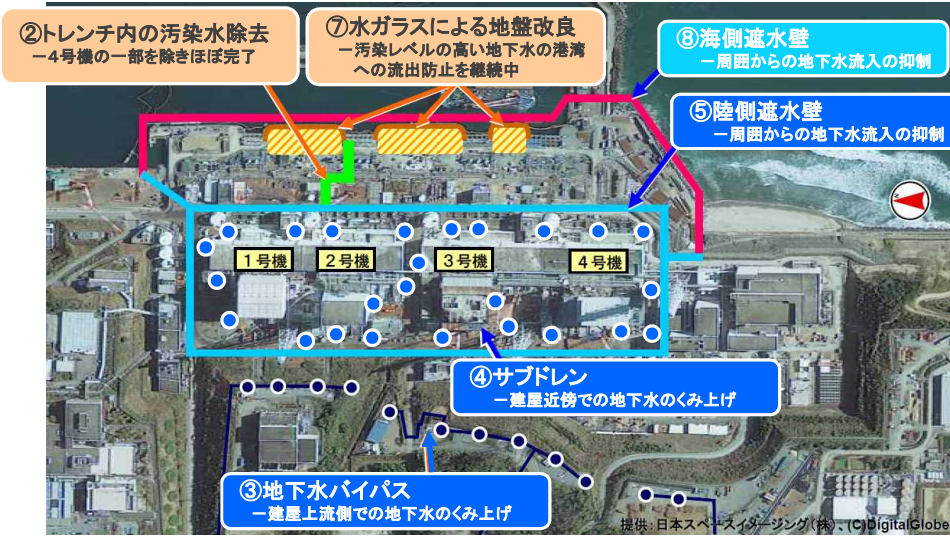 ②トレンチ内の汚染水除去
－４号機の一部を除きほぼ完了
⑦水ガラスによる地盤改良
－汚染レベルの高い地下水の港湾
への流出防止を継続中
⑧海側遮水壁
－周囲からの地下水流入の抑制
⑤陸側遮水壁
－周囲からの地下水流入の抑制
１号機
２号機
３号機
４号機
④サブドレン
－建屋近傍での地下水のくみ上げ
③地下水バイパス
－建屋上流側での地下水のくみ上げ
提供：日本スペースイメージング（株）、(C)DigitalGlobe